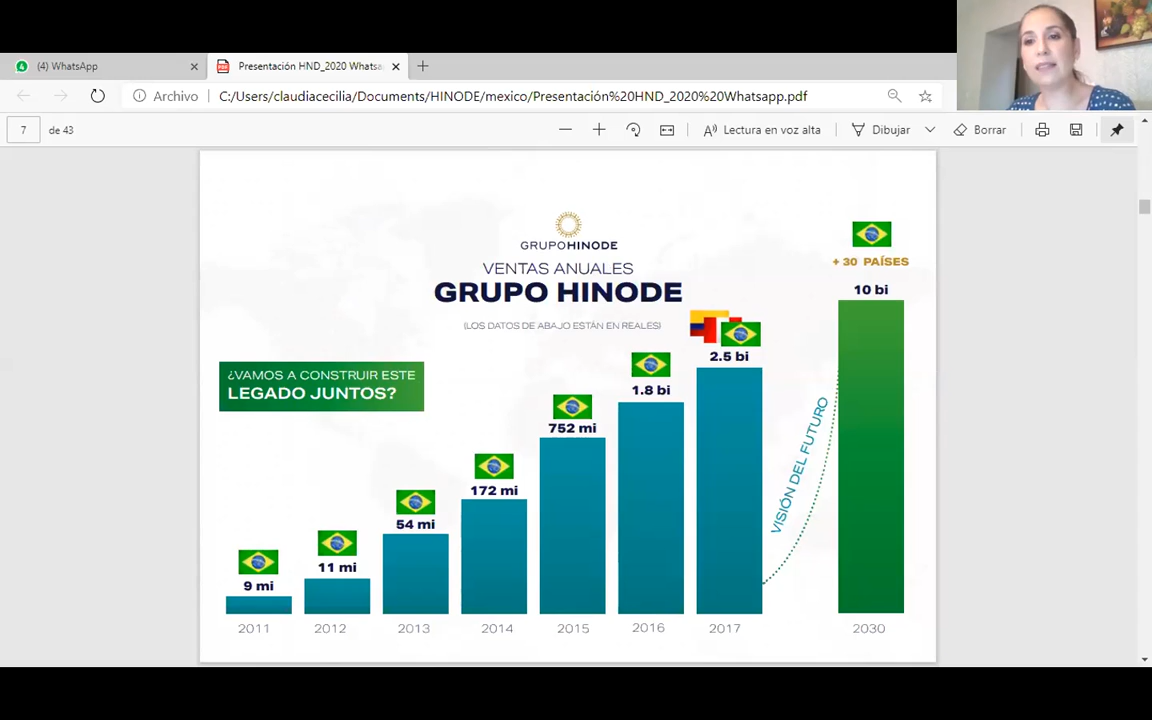 (4) WhatsApp
Presentación HND_2020 Whatsa
Archivo
C:/Users/claudiacecilia/Documents/HINODE/mexico/Presentación%20HND_2020%20Whatsapp.pdf
7 de 43
Lectura en voz alta
Dibujar
Borrar
GRUPOHINODE
VENTAS ANUALES
GRUPO HINODE
(LOS DATOS DE ABAJO ESTÁN EN REALES)
¿VAMOS A CONSTRUIR ESTE
LEGADO JUNTOS?
+ 30 PAÍSES
10 bi
2.5 bi
1.8 bi
752 mi
172 mi
54 mi
11 mi
9 mi
VISIÓN DEL FUTURO
2011 2012 2013 2014 2015 2016 2017 2030